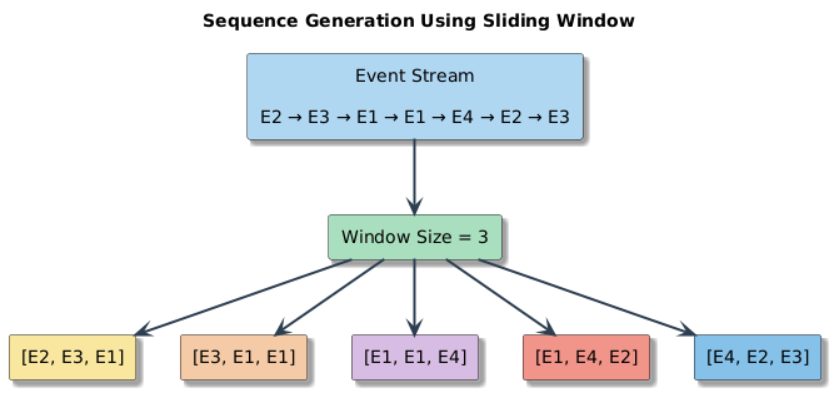 Sequence Generation Using Sliding Window
Event Stream
E2 → E3 → E1 → E1 → E4 → E2 → E3
Window Size = 3
[E2, E3, E1]
[E3, E1, E1]
[E1, E1, E4]
[E1, E4, E2]
[E4, E2, E3]